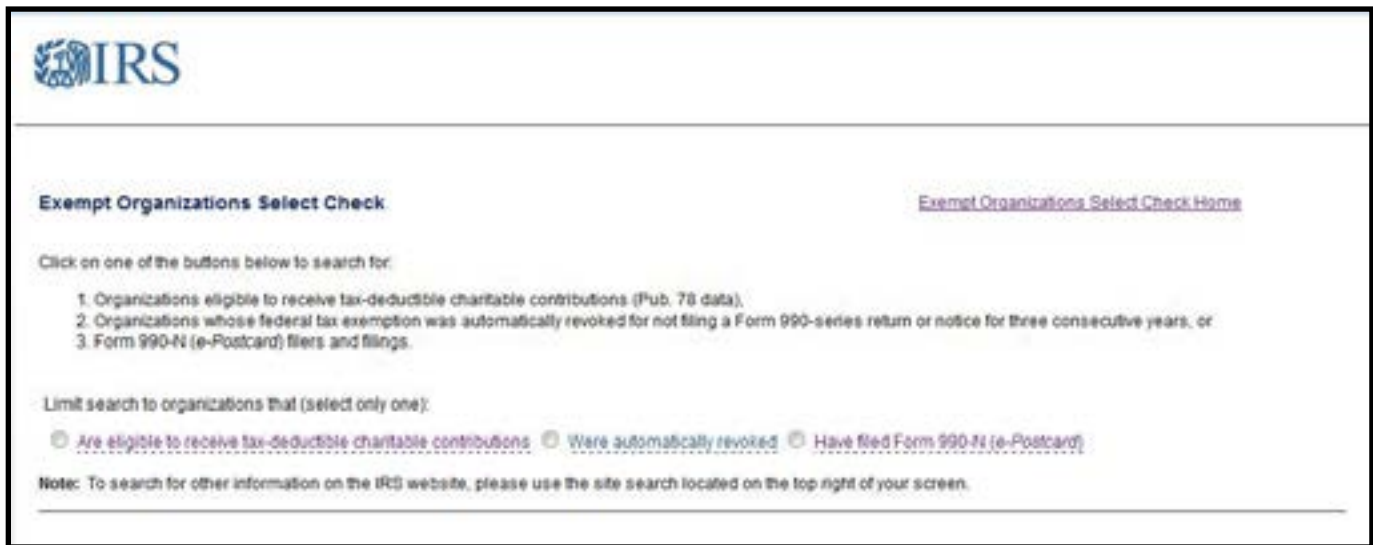 IRS
Exempt Organizations Select Check
Exempt Organizations Select Check Home
Click on one of the buttons below to search for:
1. Organizations eligible to receive tax-deductible charitable contributions (Pub. 78 data),
2. Organizations whose federal tax exemption was automatically revoked for not filing a Form 990-series return or notice for three consecutive years, or
3. Form 990-N (e-Postcard) filers and filings.
Limit search to organizations that (select only one):
Are eligible to receive tax-deductible charitable contributions Were automatically revoked Have filed Form 990-N (e-Postcard)
Note: To search for other information on the IRS website, please use the site search located on the top right of your screen.